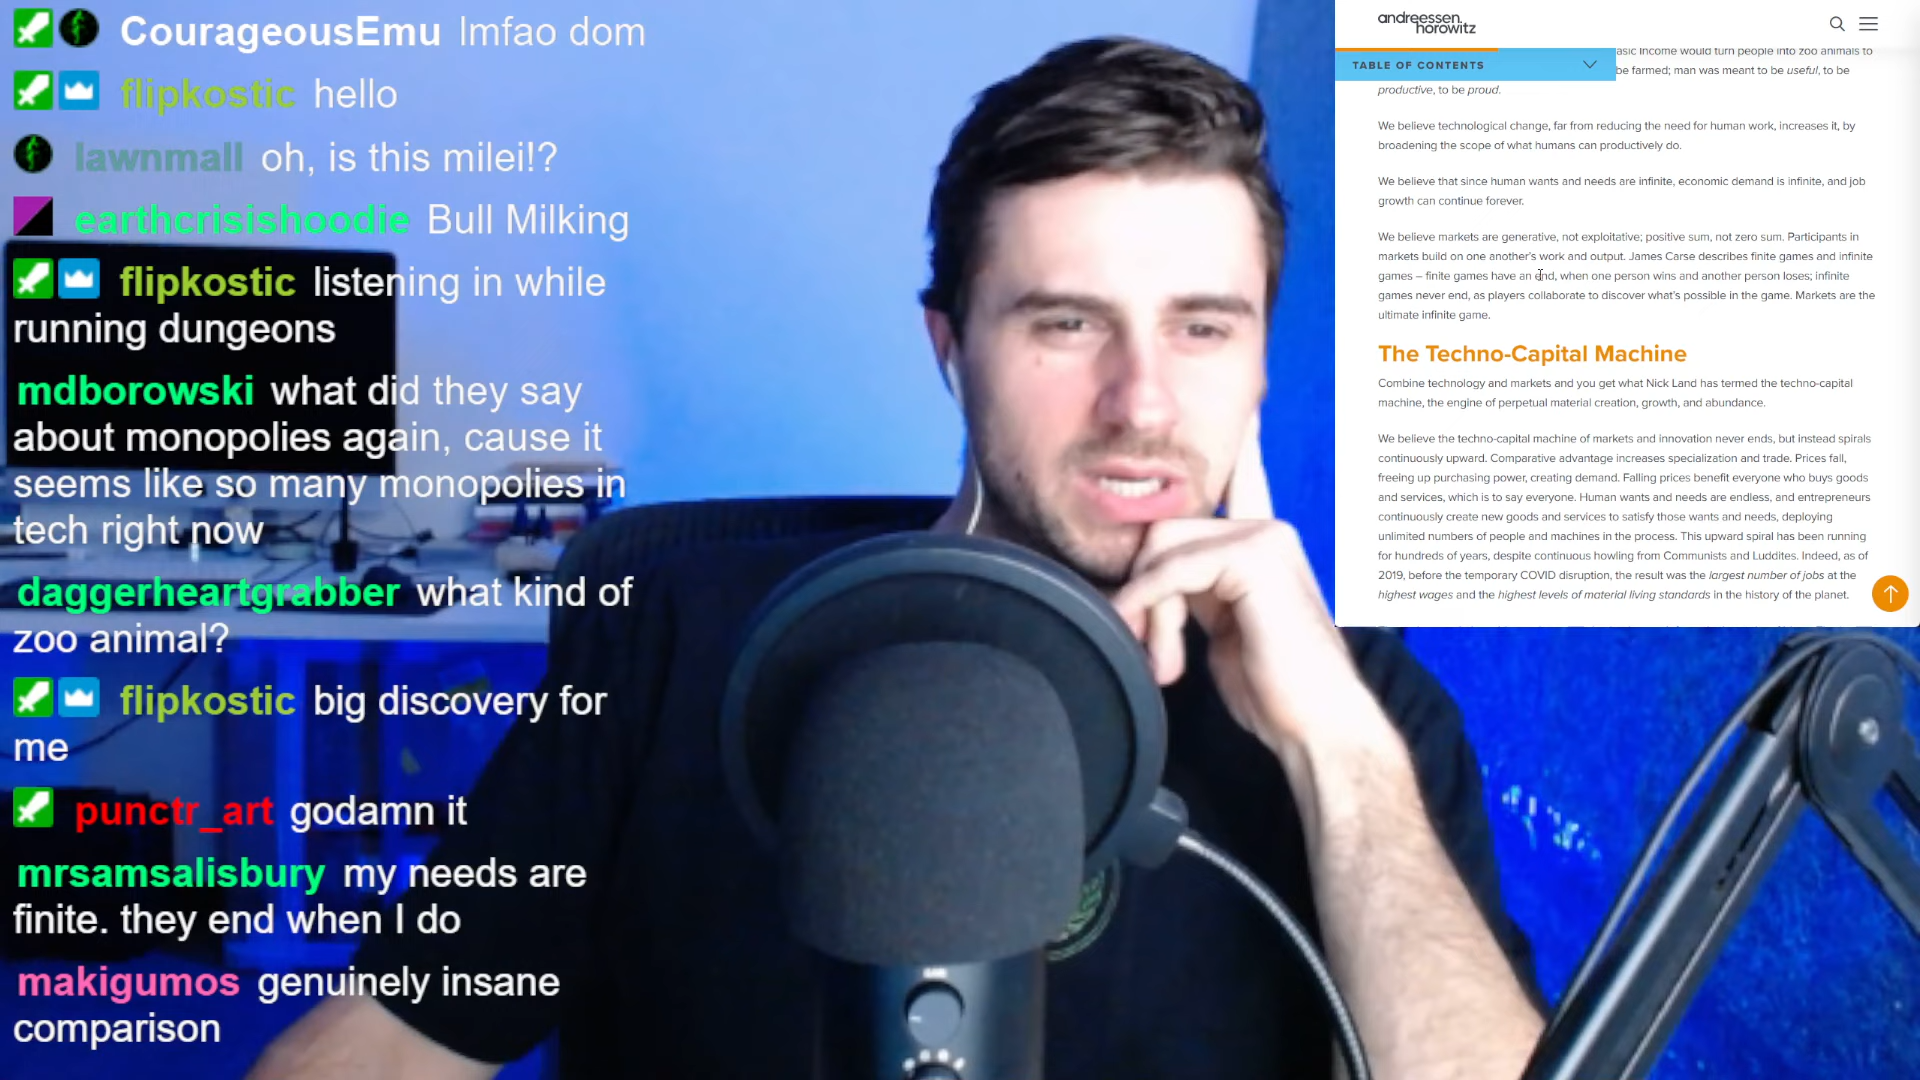 CourageousEmu lmfao dom
flipkostic hello
lawnmall oh, is this milei!?
earthcrisishoodie Bull Milking
flipkostic listening in while
running dungeons
mdborowski what did they say
about monopolies again, cause it
seems like so many monopolies in
tech right now
daggerheartgrabber what kind of
zoo animal?
flipkostic big discovery for
me
punctr_art godamn it
mrsamsalisbury my needs are
finite. they end when I do
makigumos genuinely insane
comparison
andreessen.
horowitz
TABLE OF CONTENTS
asic income would turn people into zoo animals to
be farmed; man was meant to be useful, to be
productive, to be proud.
We believe technological change, far from reducing the need for human work, increases it, by
broadening the scope of what humans can productively do.
We believe that since human wants and needs are infinite, economic demand is infinite, and job
growth can continue forever.
We believe markets are generative, not exploitative; positive sum, not zero sum. Participants in
markets build on one another's work and output. James Carse describes finite games and infinite
games – finite games have an end, when one person wins and another person loses; infinite
games never end, as players collaborate to discover what's possible in the game. Markets are the
ultimate infinite game.
The Techno-Capital Machine
Combine technology and markets and you get what Nick Land has termed the techno-capital
machine, the engine of perpetual material creation, growth, and abundance.
We believe the techno-capital machine of markets and innovation never ends, but instead spirals
continuously upward. Comparative advantage increases specialization and trade. Prices fall,
freeing up purchasing power, creating demand. Falling prices benefit everyone who buys goods
and services, which is to say everyone. Human wants and needs are endless, and entrepreneurs
continuously create new goods and services to satisfy those wants and needs, deploying
unlimited numbers of people and machines in the process. This upward spiral has been running
for hundreds of years, despite continuous howling from Communists and Luddites. Indeed, as of
2019, before the temporary COVID disruption, the result was the largest number of jobs at the
highest wages and the highest levels of material living standards in the history of the planet.